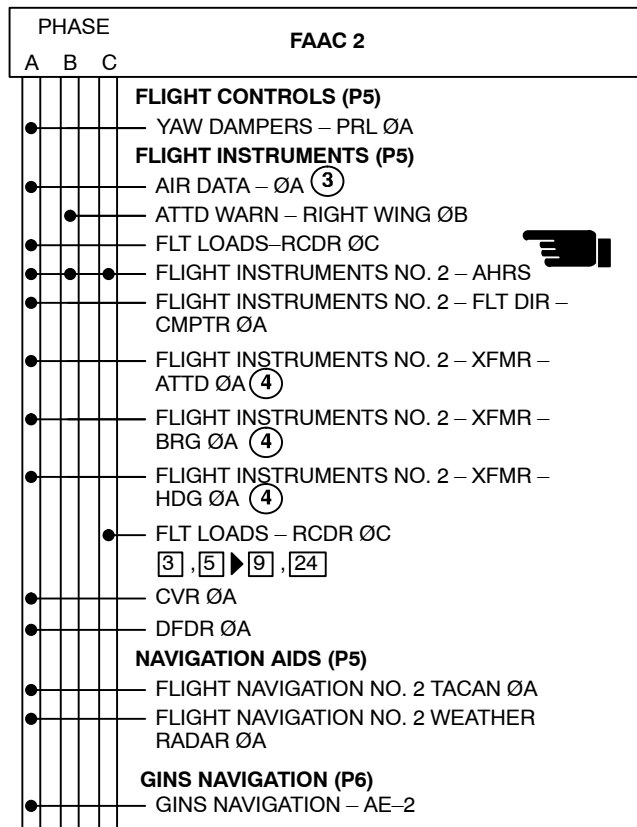 PHASE
FAAC 2
A B C
FLIGHT CONTROLS (P5)
YAW DAMPERS – PRL ØA
FLIGHT INSTRUMENTS (P5)
AIR DATA – ØA 3
ATTD WARN – RIGHT WING ØB
FLT LOADS–RCDR ØC
FLIGHT INSTRUMENTS NO. 2 – AHRS
FLIGHT INSTRUMENTS NO. 2 – FLT DIR –
CMPTR ØA
FLIGHT INSTRUMENTS NO. 2 – XFMR –
ATTD ØA 4
FLIGHT INSTRUMENTS NO. 2 – XFMR –
BRG ØA 4
FLIGHT INSTRUMENTS NO. 2 – XFMR –
HDG ØA 4
FLT LOADS – RCDR ØC
3 , 5 ▶ 9 , 24
CVR ØA
DFDR ØA
NAVIGATION AIDS (P5)
FLIGHT NAVIGATION NO. 2 TACAN ØA
FLIGHT NAVIGATION NO. 2 WEATHER
RADAR ØA
GINS NAVIGATION (P6)
GINS NAVIGATION – AE–2